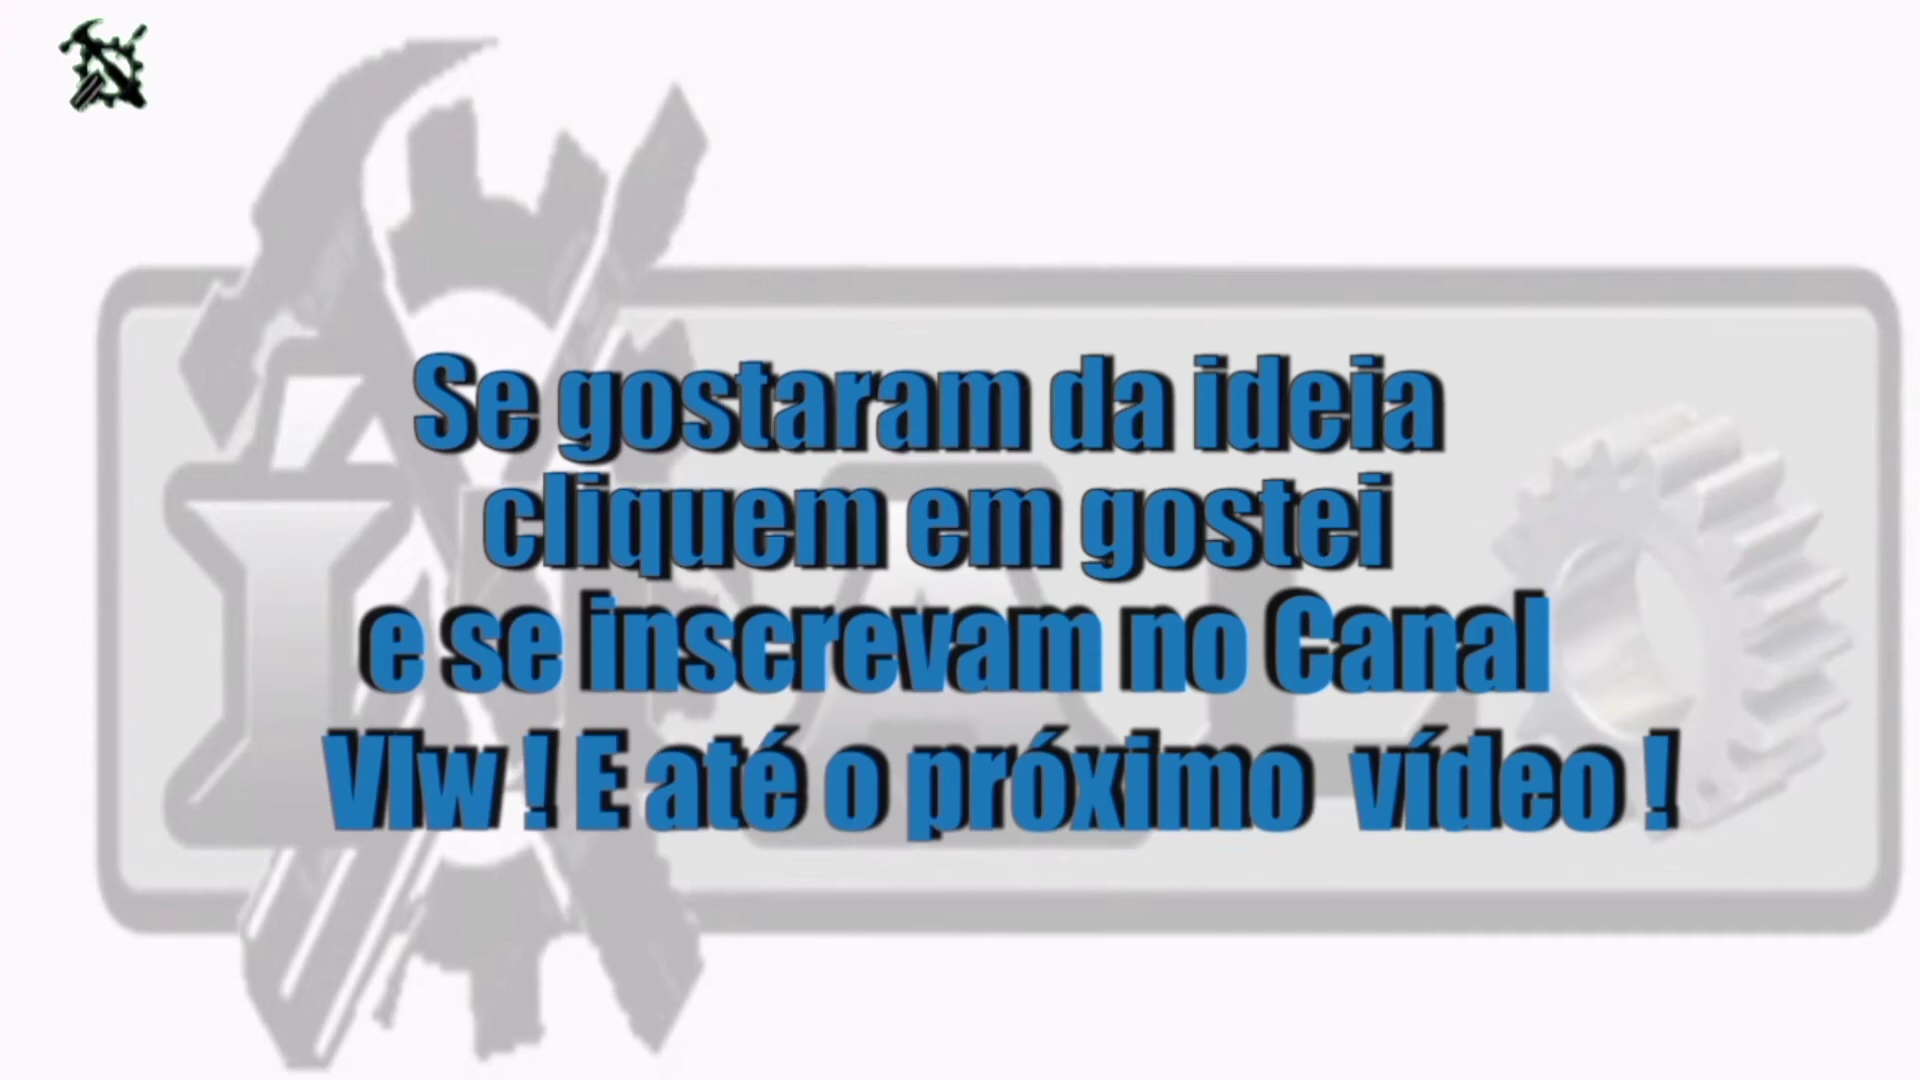 Se gostaram da ideia
cliquem em gostei
e se inscrevam no Canal
Vlw ! E até o próximo vídeo !